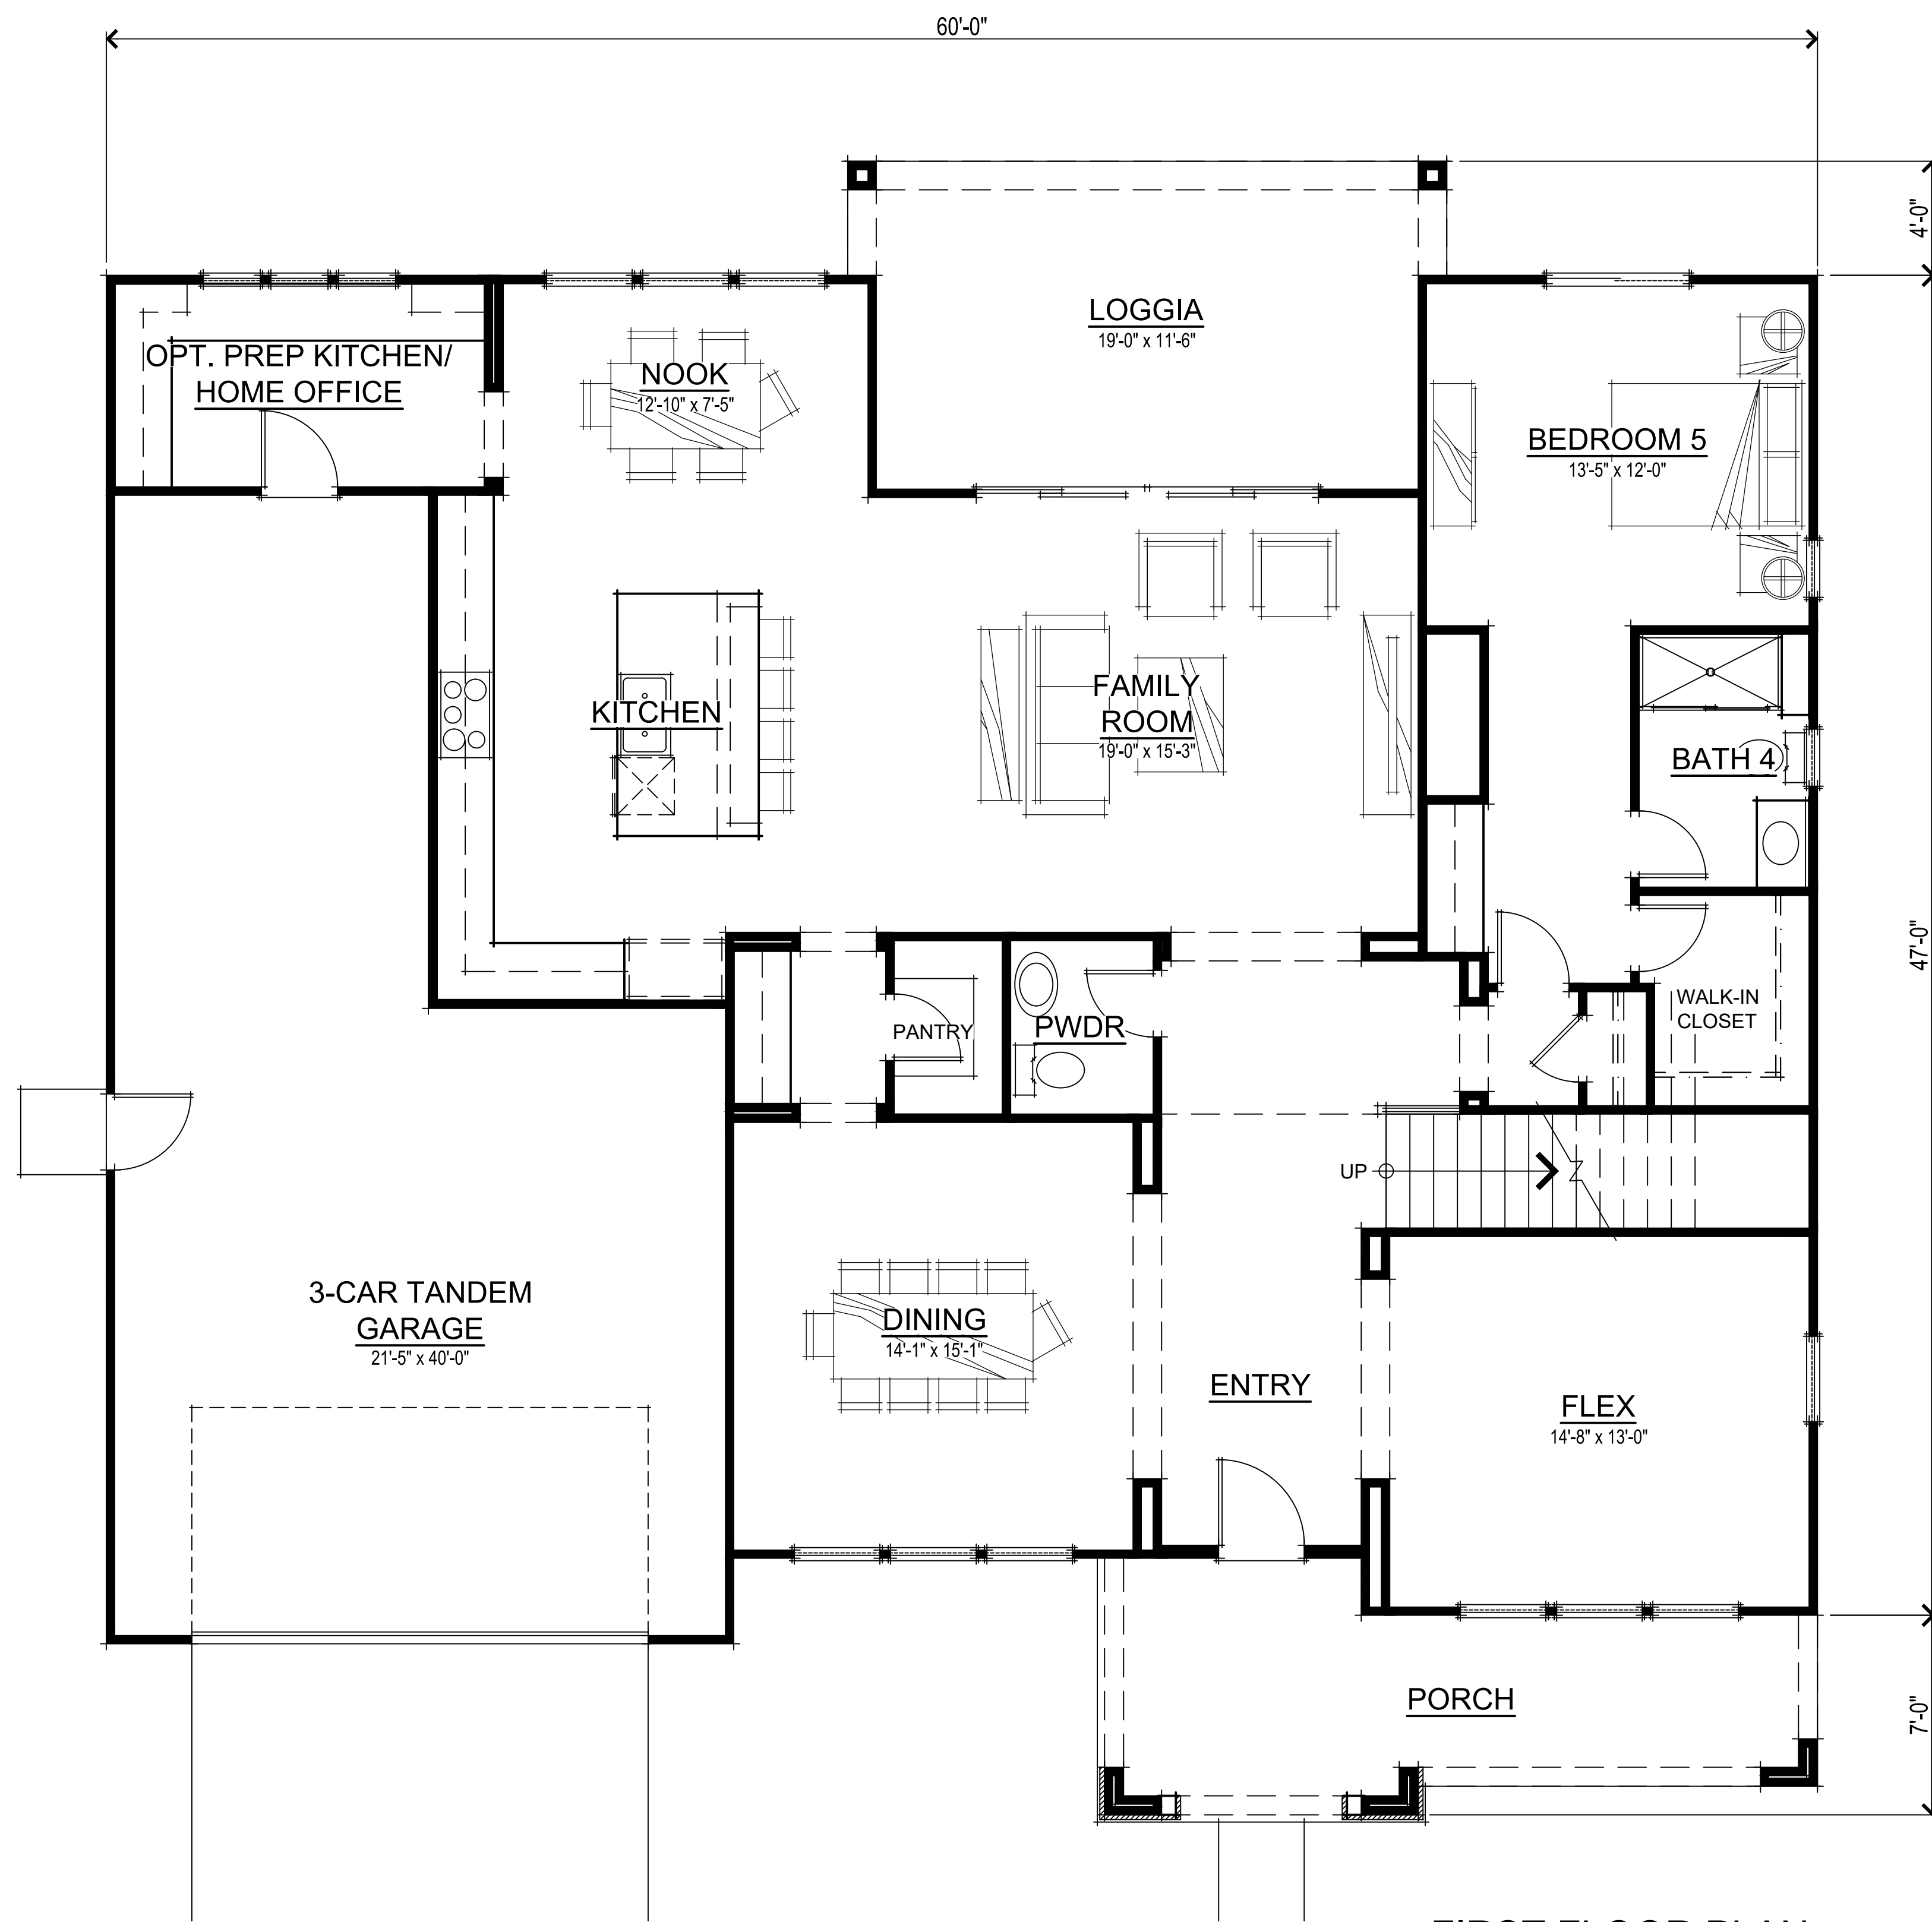 60'-0"
4'-0"
LOGGIA
19'-0" x 11'-6"
OPT. PREP KITCHEN/
HOME OFFICE
NOOK
12'-10" x 7'-5"
BEDROOM 5
13'-5" x 12'-0"
KITCHEN
FAMILY
ROOM
19'-0" x 15'-3"
BATH 4
47'-0"
PANTRY
PWDR
WALK-IN
CLOSET
UP
3-CAR TANDEM
GARAGE
21'-5" x 40'-0"
DINING
14'-1" x 15'-1"
ENTRY
FLEX
14'-8" x 13'-0"
PORCH
7'-0"
FIRST FLOOR PLAN